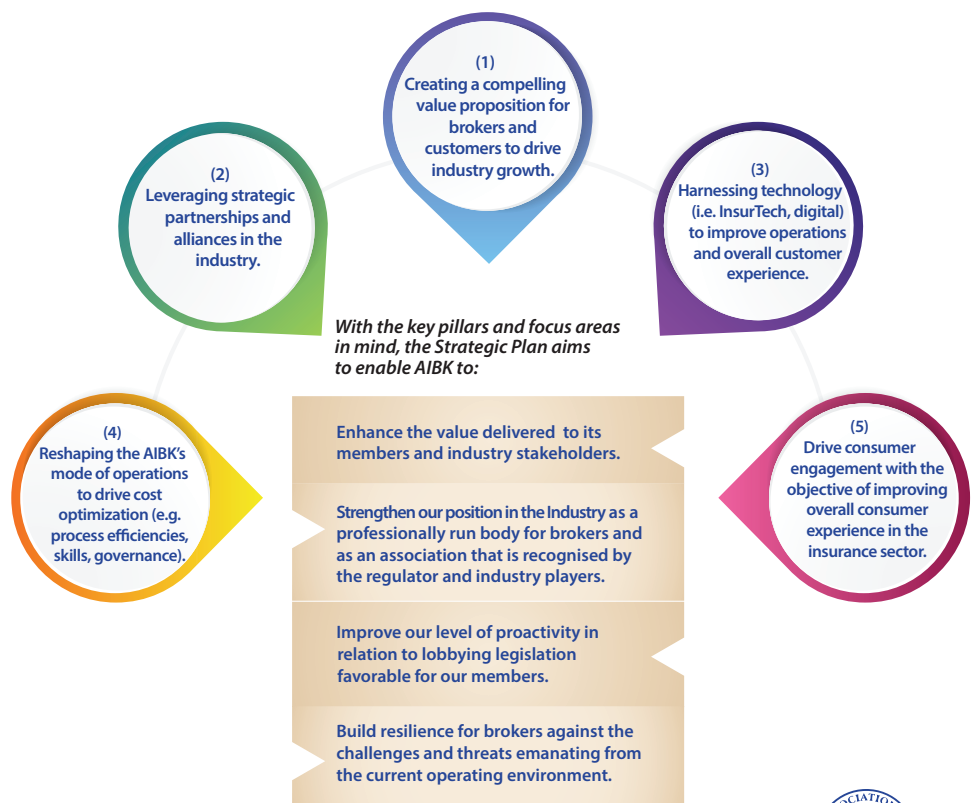 (1)
Creating a compelling
value proposition for
brokers and
customers to drive
industry growth.
(2)
Leveraging strategic
partnerships and
alliances in the
industry.
(3)
Harnessing technology
(i.e. InsurTech, digital)
to improve operations
and overall customer
experience.
With the key pillars and focus areas
in mind, the Strategic Plan aims
to enable AIBK to:
(4)
Reshaping the AIBK's
mode of operations
to drive cost
optimization (e.g.
process efficiencies,
skills, governance).
(5)
Drive consumer
engagement with the
objective of improving
overall consumer
experience in the
insurance sector.
Enhance the value delivered to its
members and industry stakeholders.
Strengthen our position in the Industry as a
professionally run body for brokers and
as an association that is recognised by
the regulator and industry players.
Improve our level of proactivity in
relation to lobbying legislation
favorable for our members.
Build resilience for brokers against the
challenges and threats emanating from
the current operating environment.